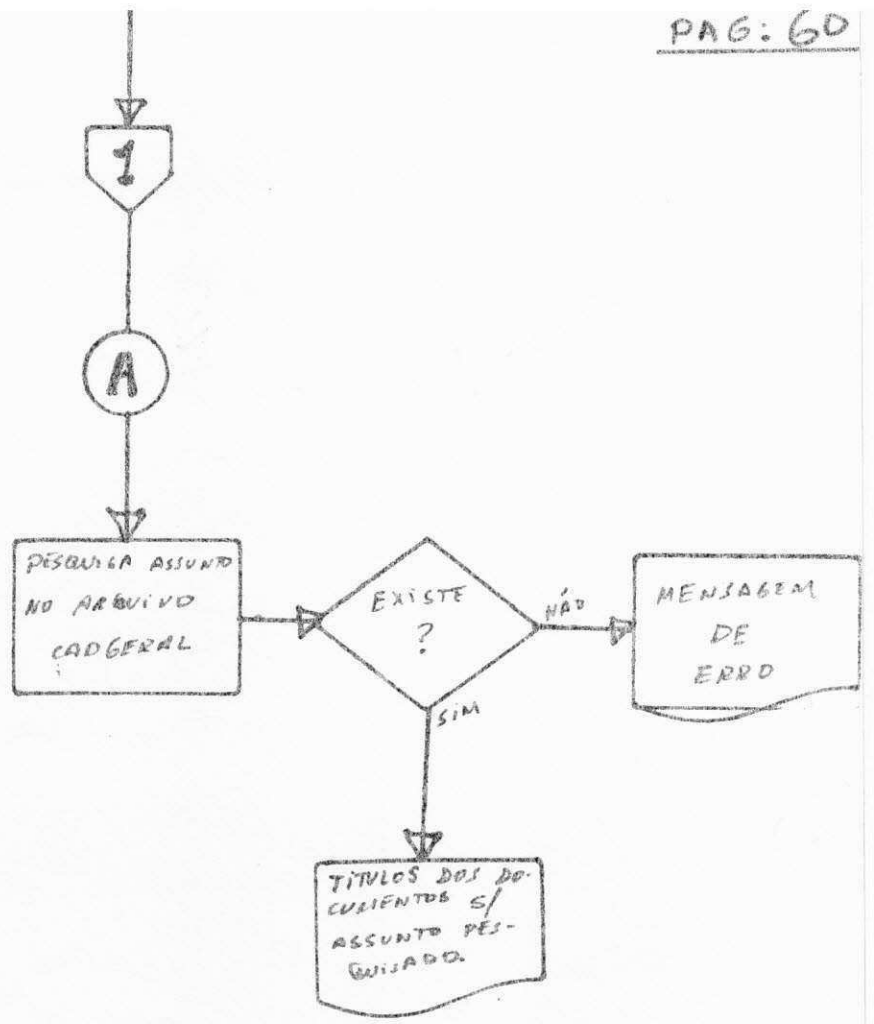 PAG: 60
1
A
PESQUISA ASSUNTO
NO ARQUIVO
CADGERAL
EXISTE
?
NÃO
MENSAGEM
DE
ERRO
SIM
TÍTULOS DOS DO-
CUMENTOS S/
ASSUNTO PES-
QUISADO.